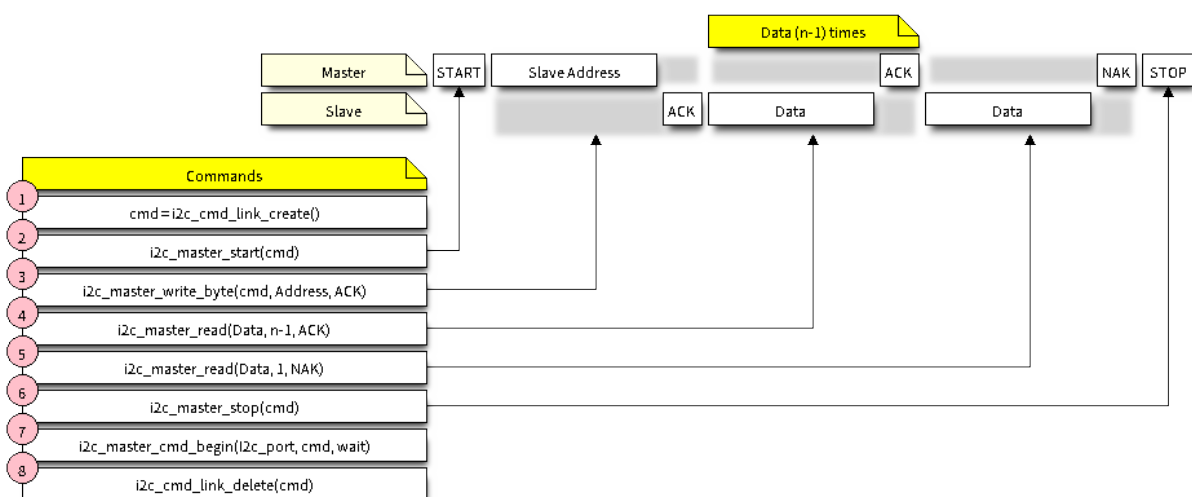 Data (n-1) times
Master START Slave Address ACK NAK STOP
Slave ACK Data Data
Commands
1
cmd=i2c_cmd_link_create()
2
i2c_master_start(cmd)
3
i2c_master_write_byte(cmd, Address, ACK)
4
i2c_master_read(Data, n-1, ACK)
5
i2c_master_read(Data, 1, NAK)
6
i2c_master_stop(cmd)
7
i2c_master_cmd_begin(I2c_port, cmd, wait)
8
i2c_cmd_link_delete(cmd)